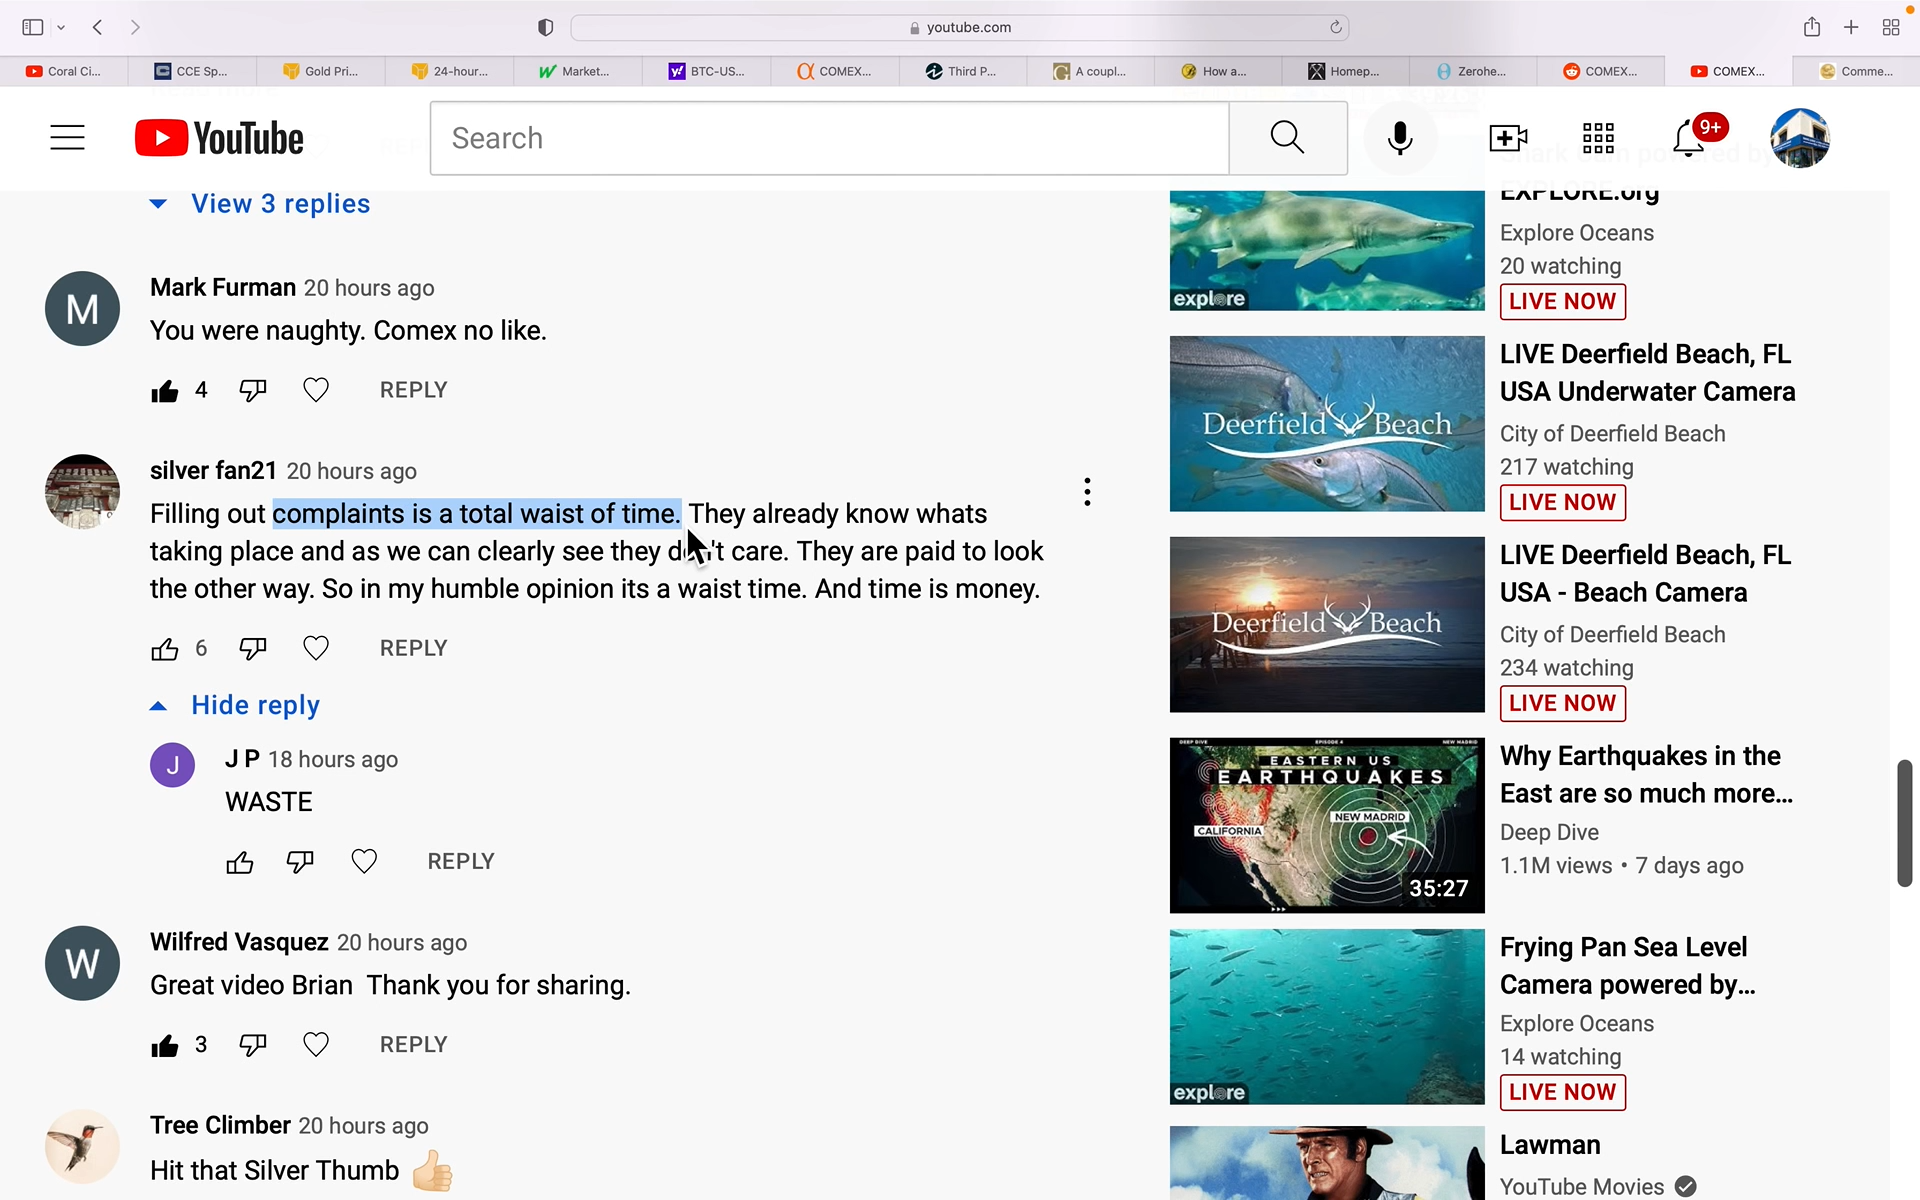 youtube.com
Coral Ci...
CCE Sp...
Gold Pri...
24-hour...
Market...
BTC-US...
COMEX...
Third P...
A coupl...
How a...
Homep...
Zerohe...
COMEX...
COMEX...
Comme...
YouTube
Search
9+
View 3 replies
M
Mark Furman 20 hours ago
You were naughty. Comex no like.
4 REPLY
silver fan21 20 hours ago
Filling out complaints is a total waist of time. They already know whats
taking place and as we can clearly see they don't care. They are paid to look
the other way. So in my humble opinion its a waist time. And time is money.
6 REPLY
Hide reply
J
J P 18 hours ago
WASTE
REPLY
W
Wilfred Vasquez 20 hours ago
Great video Brian Thank you for sharing.
3 REPLY
Tree Climber 20 hours ago
Hit that Silver Thumb 👍🏻
explore
EXPLORE.org
Explore Oceans
20 watching
LIVE NOW
Deerfield Beach
LIVE Deerfield Beach, FL
USA Underwater Camera
City of Deerfield Beach
217 watching
LIVE NOW
Deerfield Beach
LIVE Deerfield Beach, FL
USA - Beach Camera
City of Deerfield Beach
234 watching
LIVE NOW
DEEP DIVE EPISODE 4 NEW MADRID
EASTERN US
EARTHQUAKES
NEW MADRID
CALIFORNIA
35:27
Why Earthquakes in the
East are so much more...
Deep Dive
1.1M views • 7 days ago
explore
Frying Pan Sea Level
Camera powered by...
Explore Oceans
14 watching
LIVE NOW
Lawman
YouTube Movies